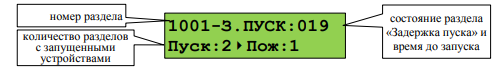 номер раздела
1001-З.ПУСК:019
состояние раздела
«Задержка пуска» и
время до запуска
количество разделов
с запущенными
устройствами
Пуск:2 Пож:1